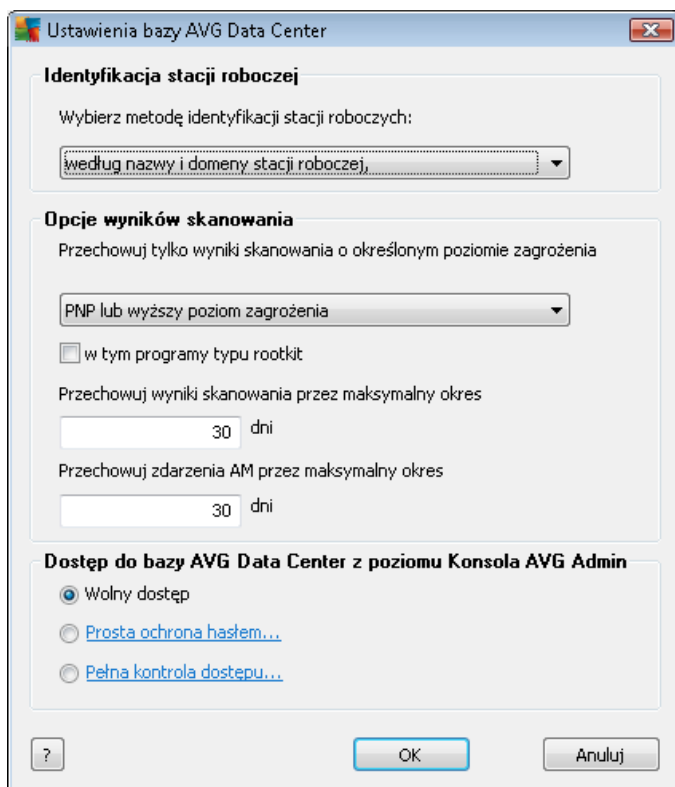 Ustawienia bazy AVG Data Center
Identyfikacja stacji roboczej
Wybierz metodę identyfikacji stacji roboczych:
według nazwy i domeny stacji roboczej,
Opcje wyników skanowania
Przechowuj tylko wyniki skanowania o określonym poziomie zagrożenia
PNP lub wyższy poziom zagrożenia
w tym programy typu rootkit
Przechowuj wyniki skanowania przez maksymalny okres
30 dni
Przechowuj zdarzenia AM przez maksymalny okres
30 dni
Dostęp do bazy AVG Data Center z poziomu Konsola AVG Admin
Wolny dostęp
Prosta ochrona hasłem...
Pełna kontrola dostępu...
? OK Anuluj